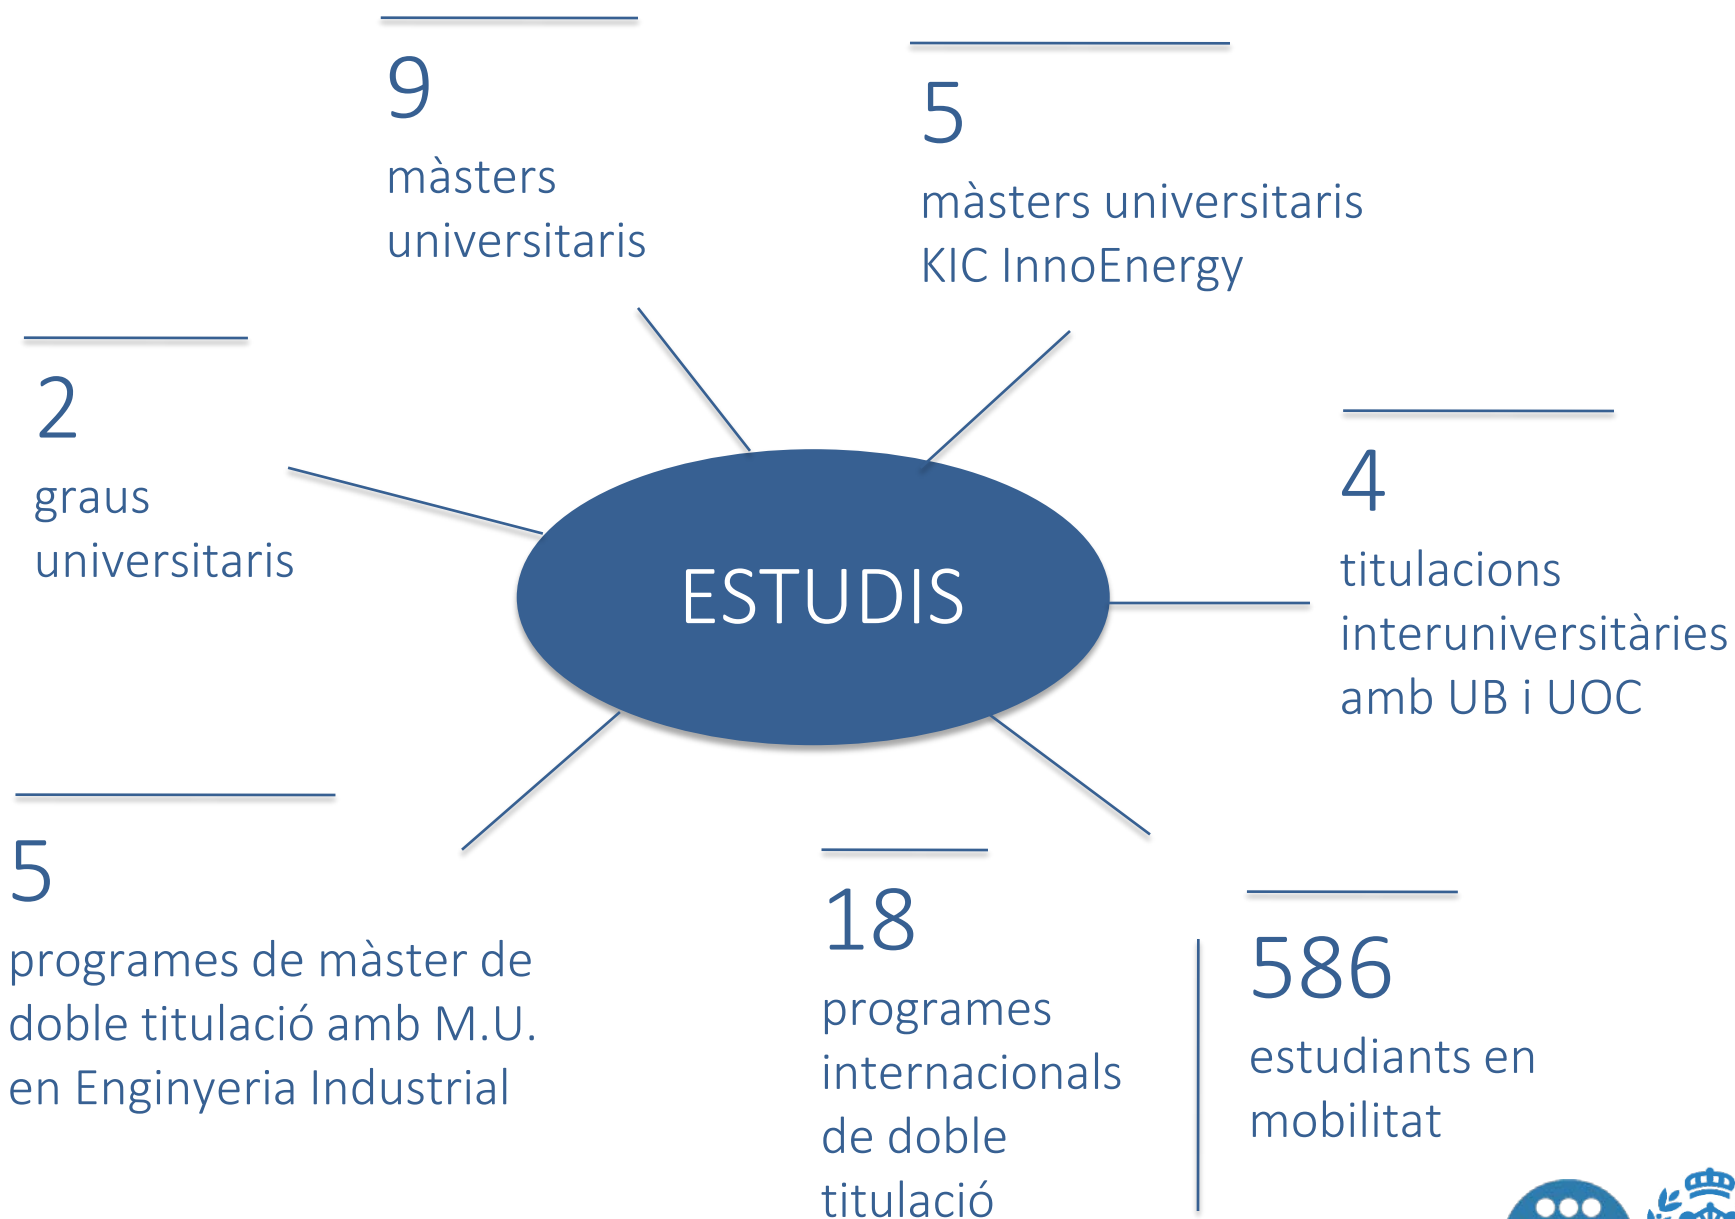 9
màsters
universitaris
5
màsters universitaris
KIC InnoEnergy
2
graus
universitaris
4
titulacions
interuniversitàries
amb UB i UOC
ESTUDIS
5
programes de màster de
doble titulació amb M.U.
en Enginyeria Industrial
18
programes
internacionals
de doble
titulació
586
estudiants en
mobilitat